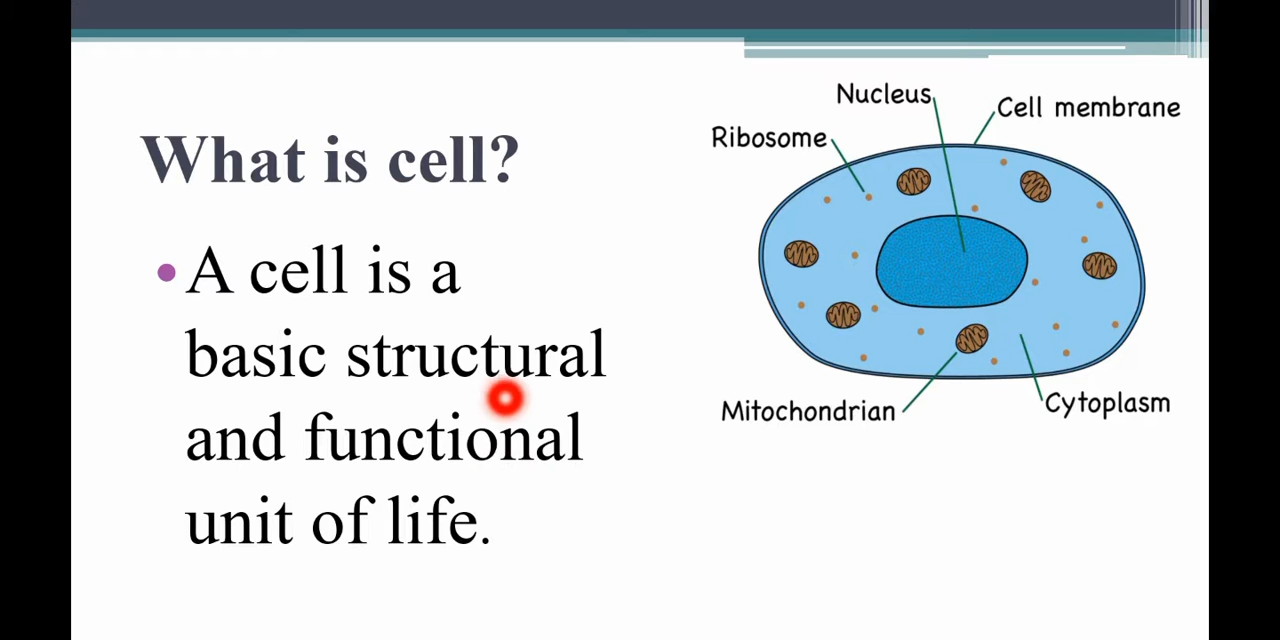 What is cell?
• A cell is a
basic structural
and functional
unit of life.
Nucleus
Cell membrane
Ribosome
Mitochondrian
Cytoplasm